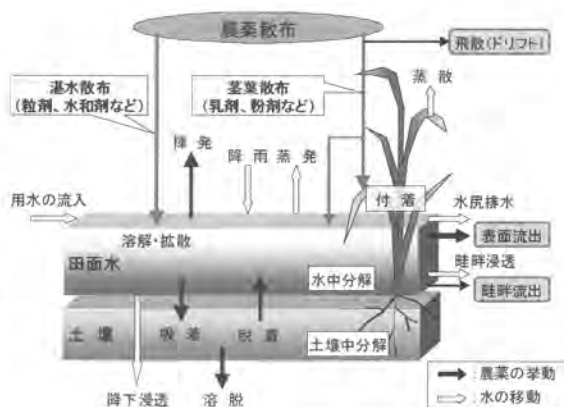 農薬散布
飛散(ドリフト)
湛水散布
(粒剤、水和剤など)
茎葉散布
(乳剤、粉剤など)
蒸散
揮発
降雨
蒸発
用水の流入
付着
水尻排水
溶解・拡散
表面流出
田面水
水中分解
畦畔浸透
畦畔流出
土壌
吸着
脱着
土壌中分解
降下浸透
溶脱
:農薬の挙動
:水の移動